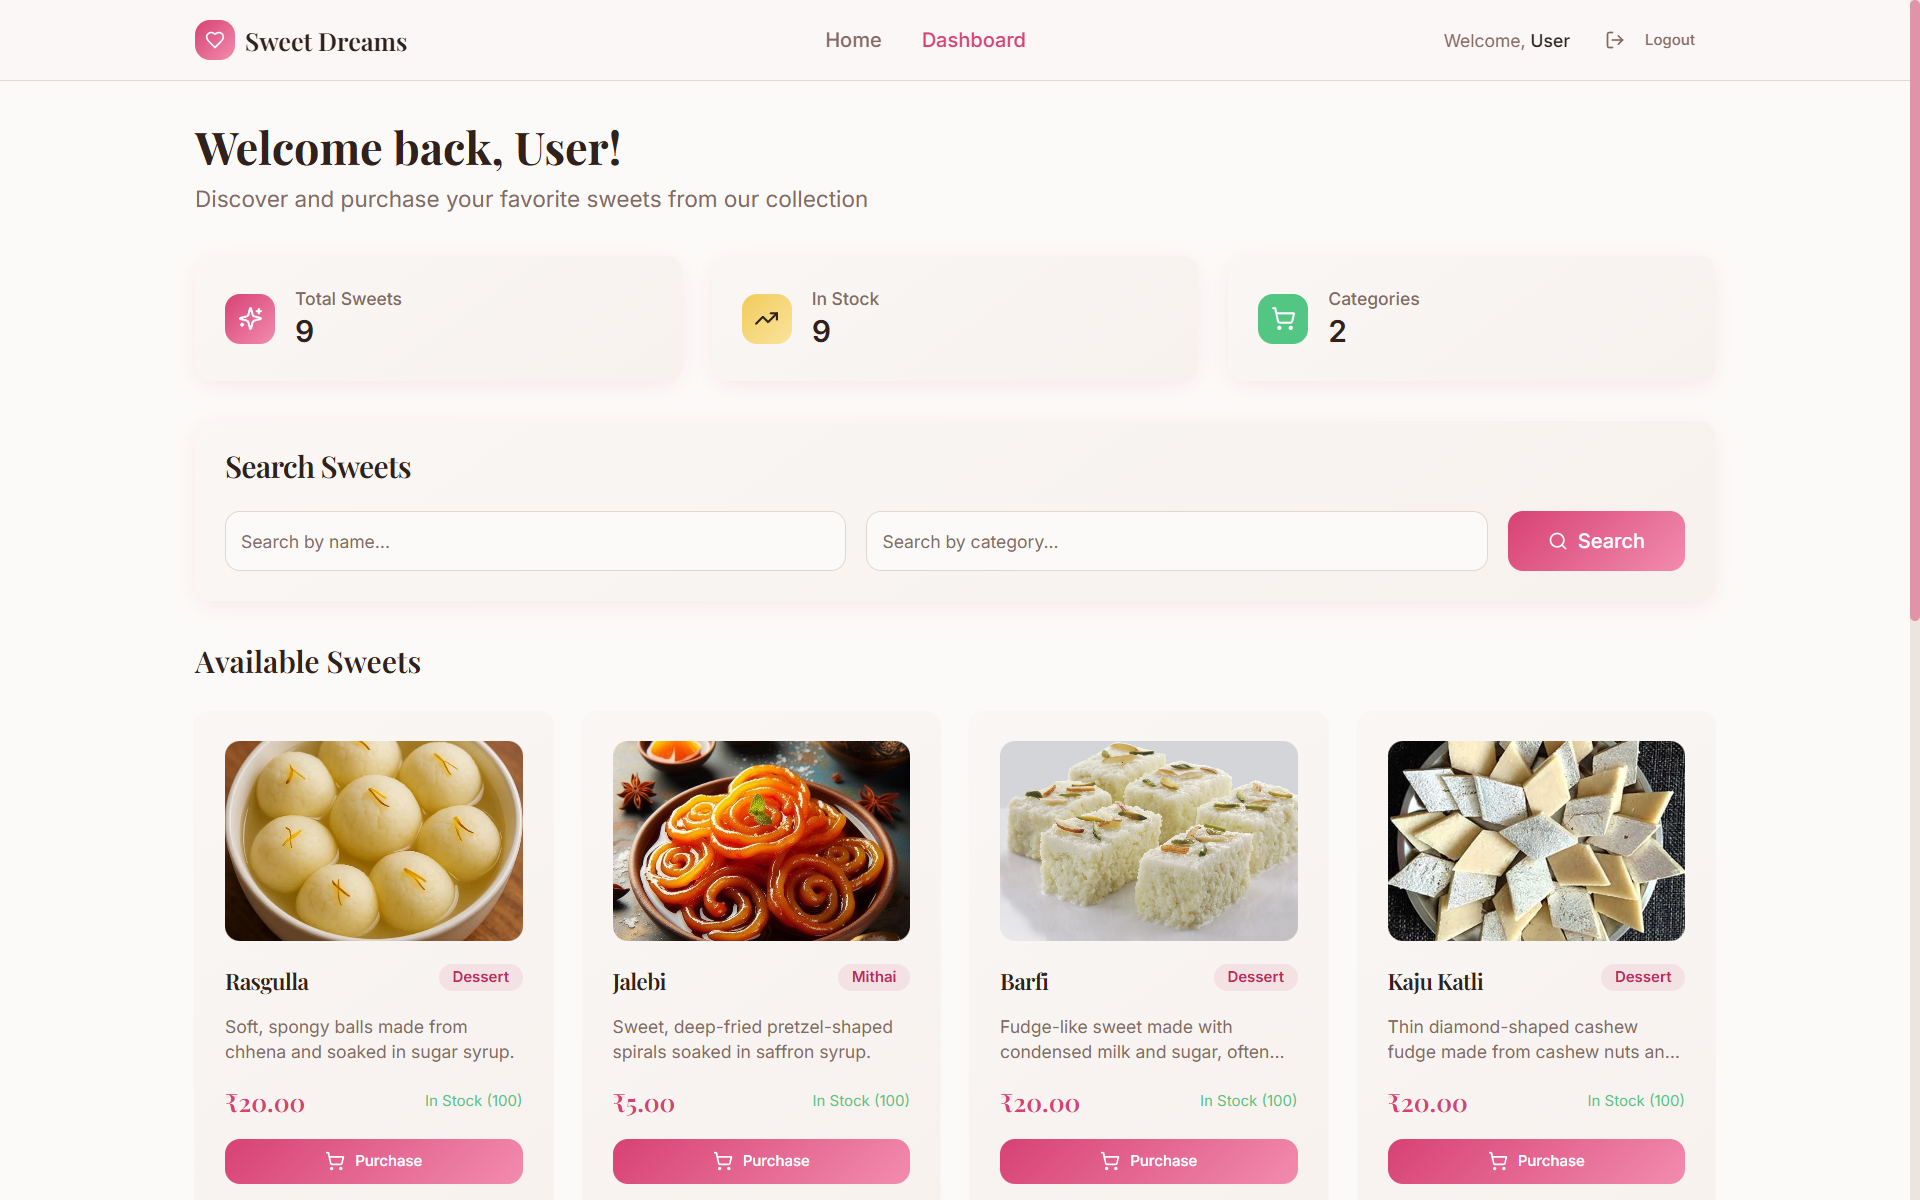 Sweet Dreams
Home
Dashboard
Welcome, User
Logout
Welcome back, User!
Discover and purchase your favorite sweets from our collection
Total Sweets
9
In Stock
9
Categories
2
Search Sweets
Search by name...
Search by category...
Search
Available Sweets
Rasgulla
Dessert
Soft, spongy balls made from
chhena and soaked in sugar syrup.
₹20.00
In Stock (100)
Purchase
Jalebi
Mithai
Sweet, deep-fried pretzel-shaped
spirals soaked in saffron syrup.
₹5.00
In Stock (100)
Purchase
Barfi
Dessert
Fudge-like sweet made with
condensed milk and sugar, often...
₹20.00
In Stock (100)
Purchase
Kaju Katli
Dessert
Thin diamond-shaped cashew
fudge made from cashew nuts an...
₹20.00
In Stock (100)
Purchase